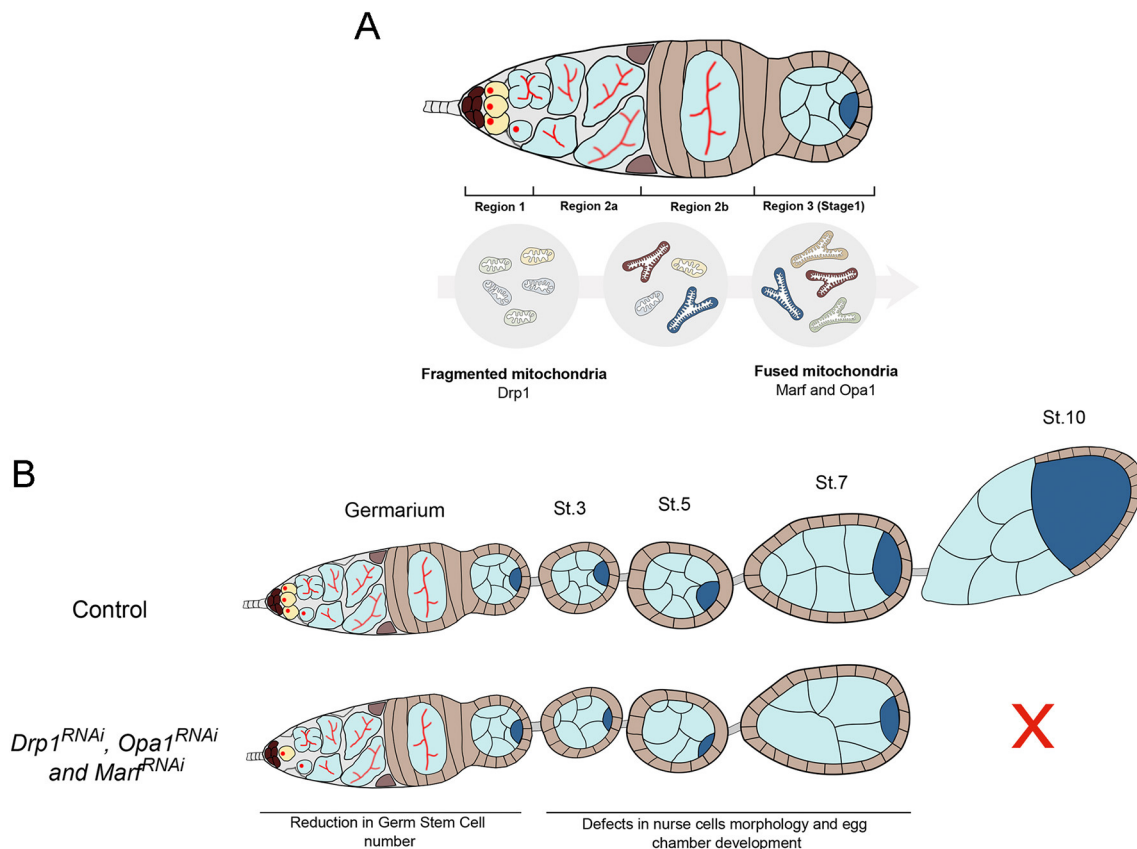 A
Region 1
Region 2a
Region 2b
Region 3 (Stage1)
Fragmented mitochondria
Drp1
Fused mitochondria
Marf and Opa1
B
Germarium
St.3
St.5
St.7
St.10
Control
Drp1RNAi, Opa1RNAi
and MarfRNAi
X
Reduction in Germ Stem Cell
number
Defects in nurse cells morphology and egg
chamber development